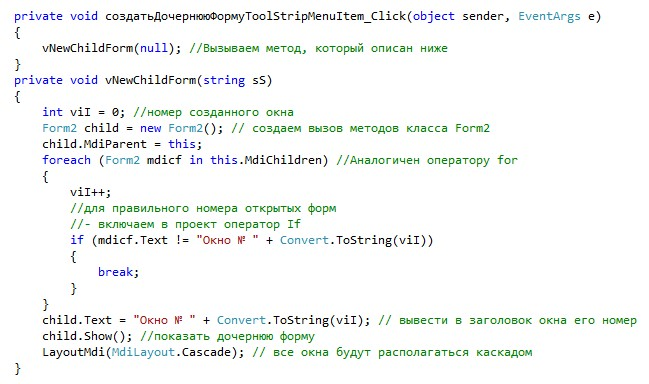 private void создатьДочернююФормуToolStripMenuItem_Click(object sender, EventArgs e)
{
vNewChildForm(null); //Вызываем метод, который описан ниже
}
private void vNewChildForm(string sS)
{
int viI = 0; //номер созданного окна
Form2 child = new Form2(); // создаем вызов методов класса Form2
child.MdiParent = this;
foreach (Form2 mdicf in this.MdiChildren) //Аналогичен оператору for
{
viI++;
//для правильного номера открытых форм
//- включаем в проект оператор If
if (mdicf.Text != "Окно № " + Convert.ToString(viI))
{
break;
}
}
child.Text = "Окно № " + Convert.ToString(viI); // вывести в заголовок окна его номер
child.Show(); //показать дочернюю форму
LayoutMdi(MdiLayout.Cascade); // все окна будут располагаться каскадом
}